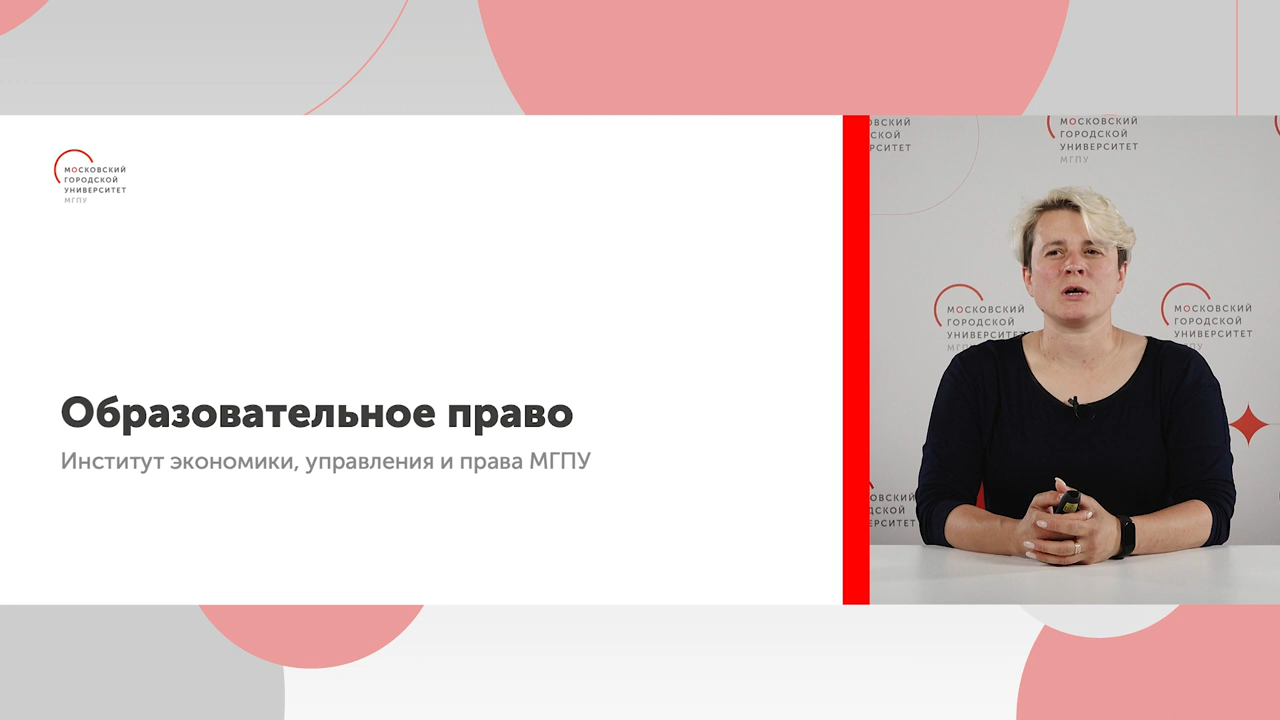 МОСКОВСКИЙ
ГОРОДСКОЙ
УНИВЕРСИТЕТ
МГПУ
Образовательное право
Институт экономики, управления и права МГПУ
МОСКОВСКИЙ
ГОРОДСКОЙ
УНИВЕРСИТЕТ
МГПУ
МОСКОВСКИЙ
ГОРОДСКОЙ
УНИВЕРСИТЕТ
МОСКОВСКИЙ
ГОРОДСКОЙ
УНИВЕРСИТЕТ